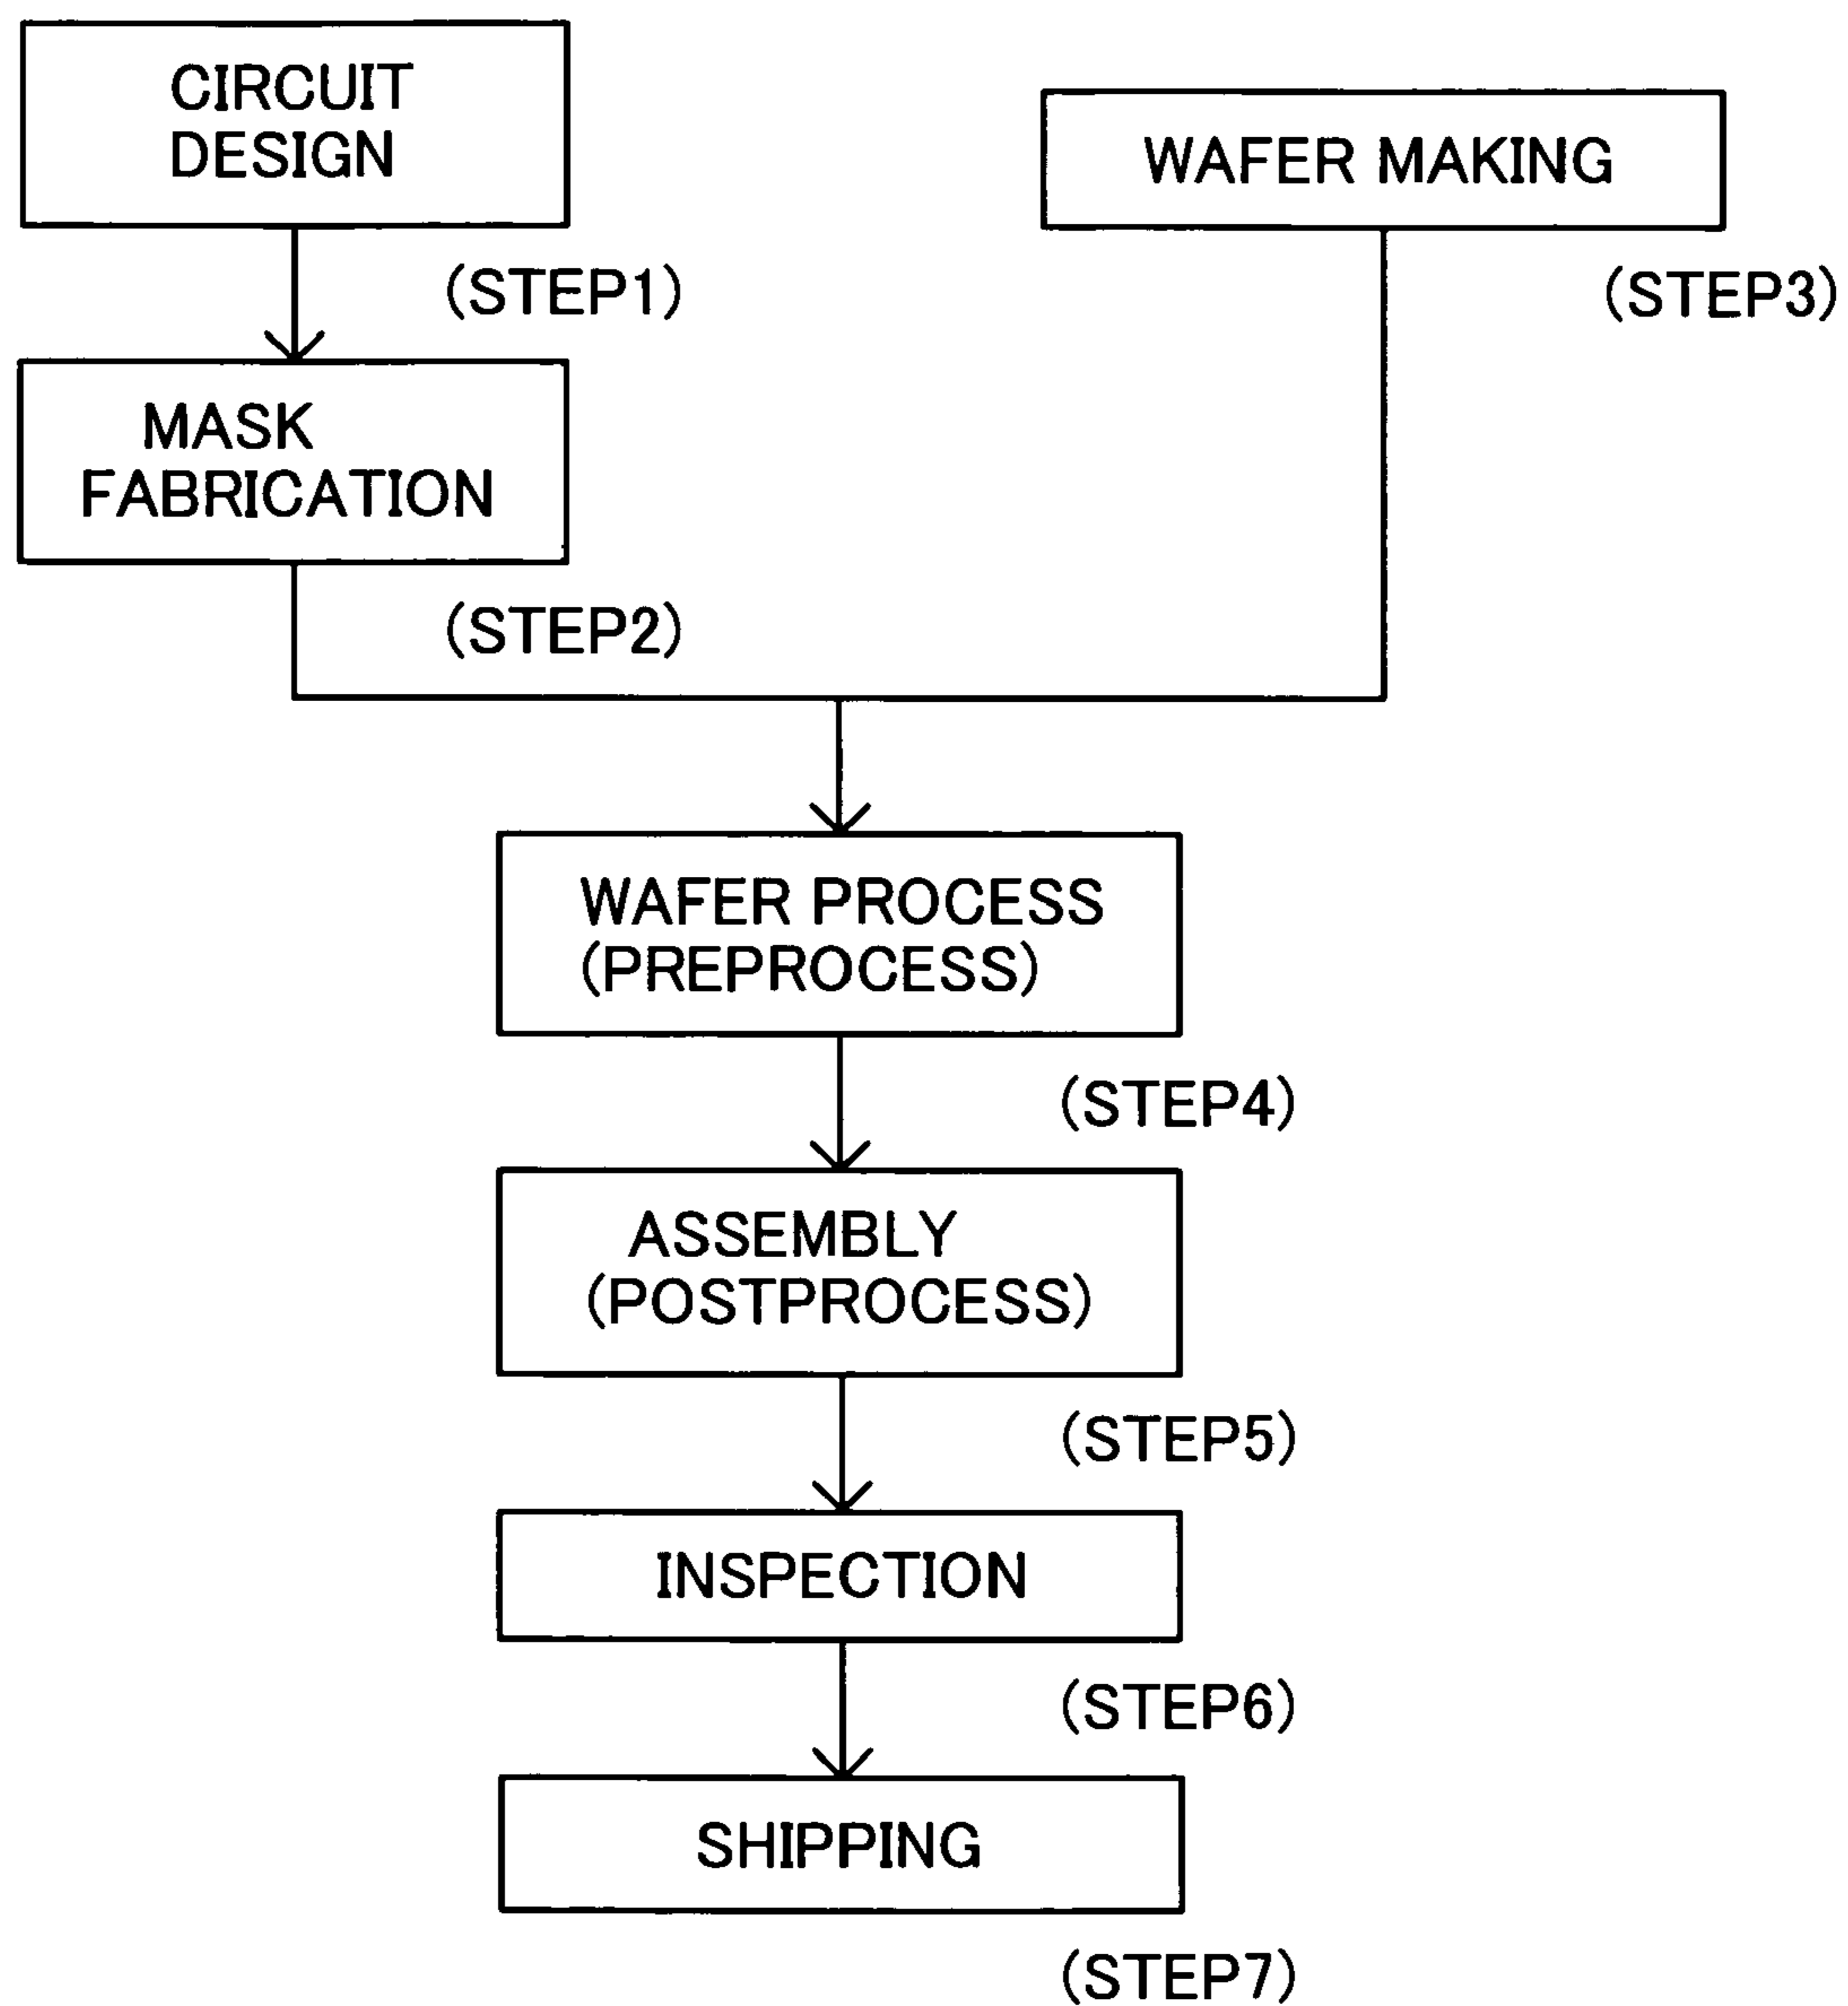 CIRCUIT
DESIGN
(STEP1)
MASK
FABRICATION
(STEP2)
WAFER MAKING
(STEP3)
WAFER PROCESS
(PREPROCESS)
(STEP4)
ASSEMBLY
(POSTPROCESS)
(STEP5)
INSPECTION
(STEP6)
SHIPPING
(STEP7)